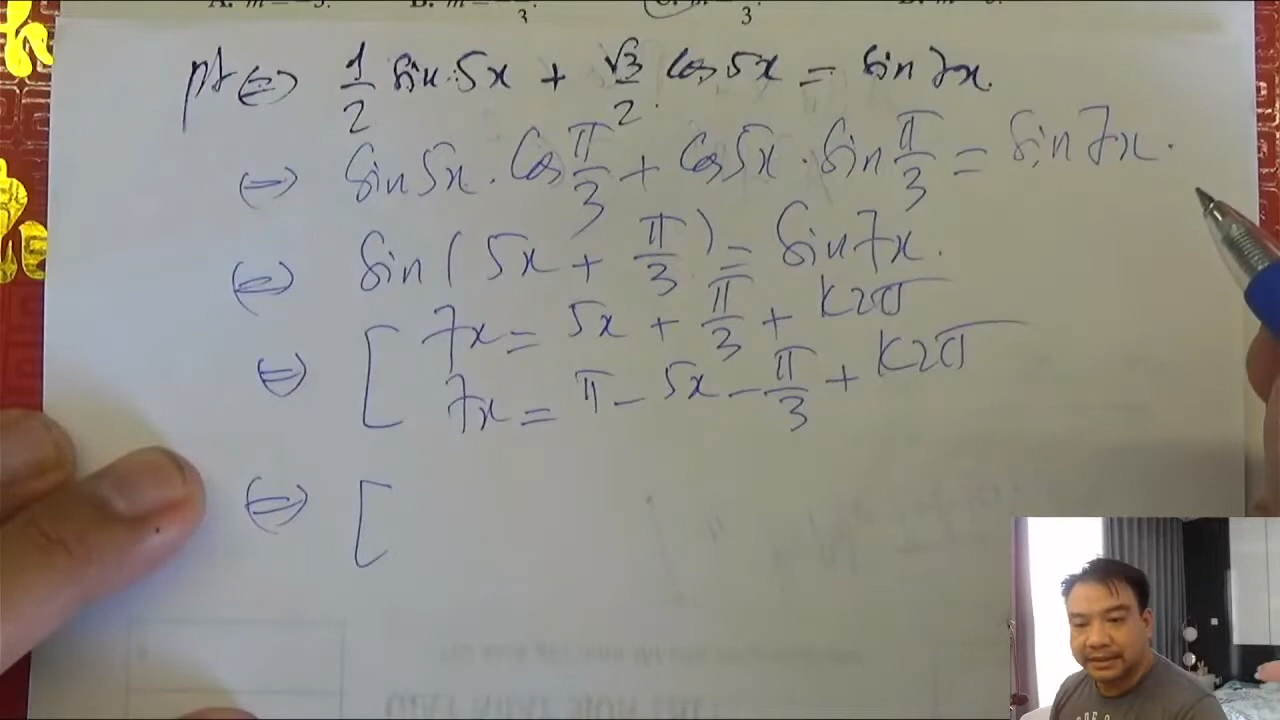 pt ⇔ 1/2 sin 5x + √3/2 cos 5x = sin 7x.
⇔ sin 5x . cos π/3 + cos 5x . sin π/3 = sin 7x.
⇔ sin( 5x + π/3 ) = sin 7x.
⇔ [ 7x = 5x + π/3 + k2π
7x = π - 5x - π/3 + k2π
⇔ [